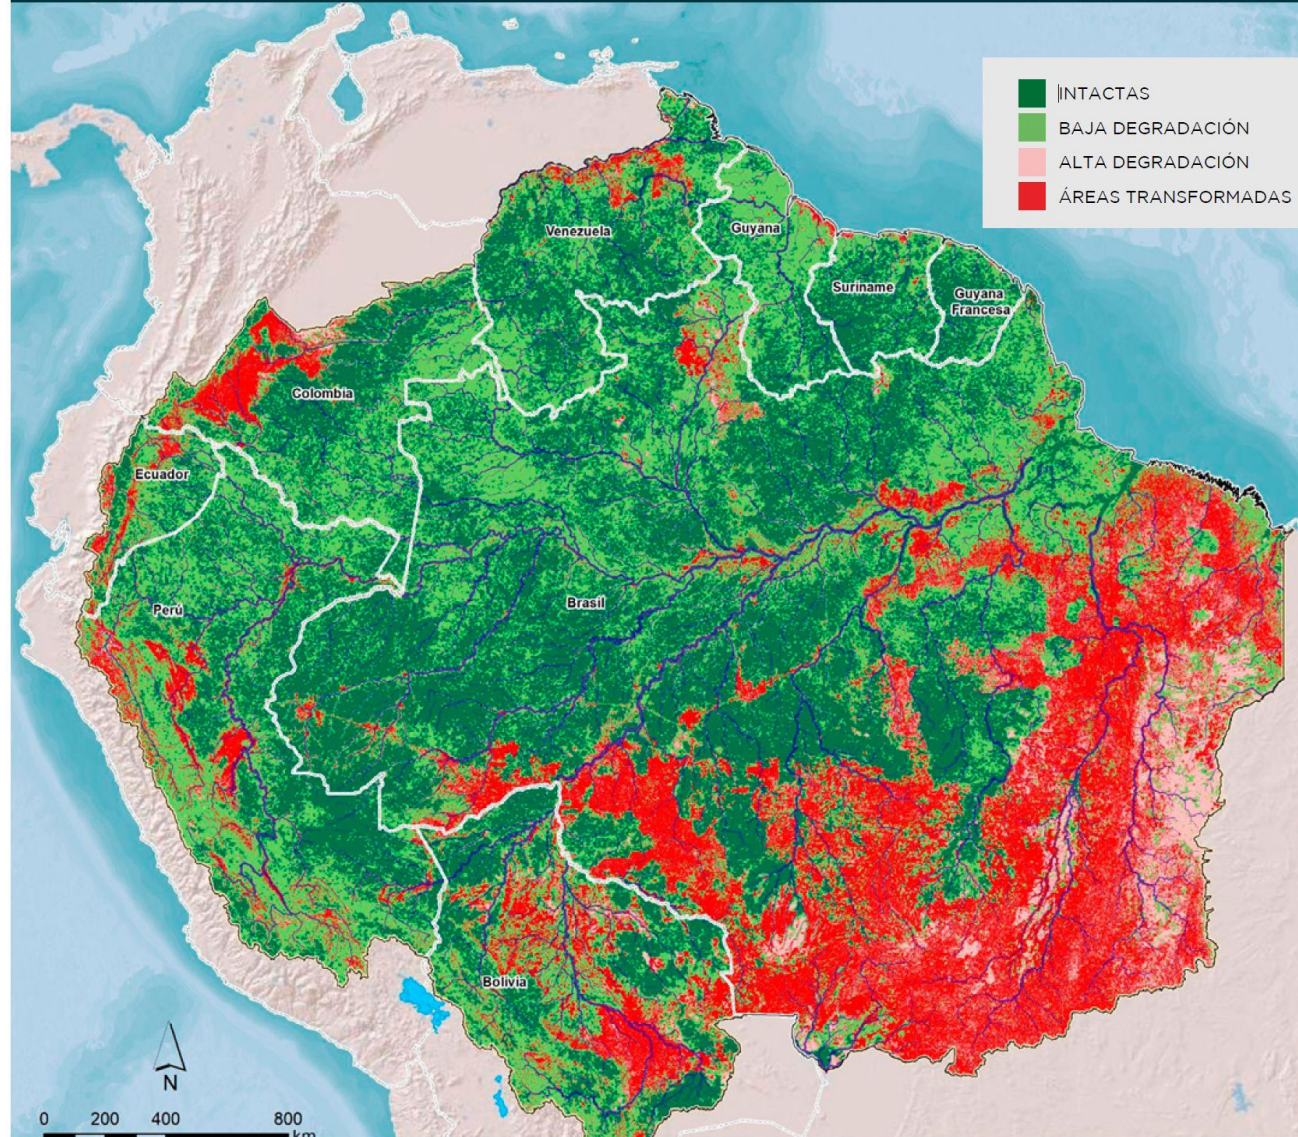 INTACTAS
BAJA DEGRADACIÓN
ALTA DEGRADACIÓN
ÁREAS TRANSFORMADAS
Venezuela
Guyana
Suriname
Guyana
Francesa
Colombia
Ecuador
Perú
Brasil
Bolivia
N
0 200 400 800
km